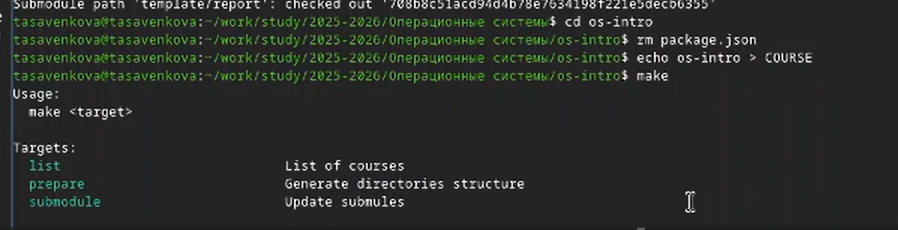 Submodule path 'template/report': checked out '708b8c51acd94d4b78e7634198f221e5decb6355'
tasavenkova@tasavenkova:~/work/study/2025-2026/Операционные системы$ cd os-intro
tasavenkova@tasavenkova:~/work/study/2025-2026/Операционные системы/os-intro$ rm package.json
tasavenkova@tasavenkova:~/work/study/2025-2026/Операционные системы/os-intro$ echo os-intro > COURSE
tasavenkova@tasavenkova:~/work/study/2025-2026/Операционные системы/os-intro$ make
Usage:
  make <target>

Targets:
  list                          List of courses
  prepare                       Generate directories structure
  submodule                     Update submules